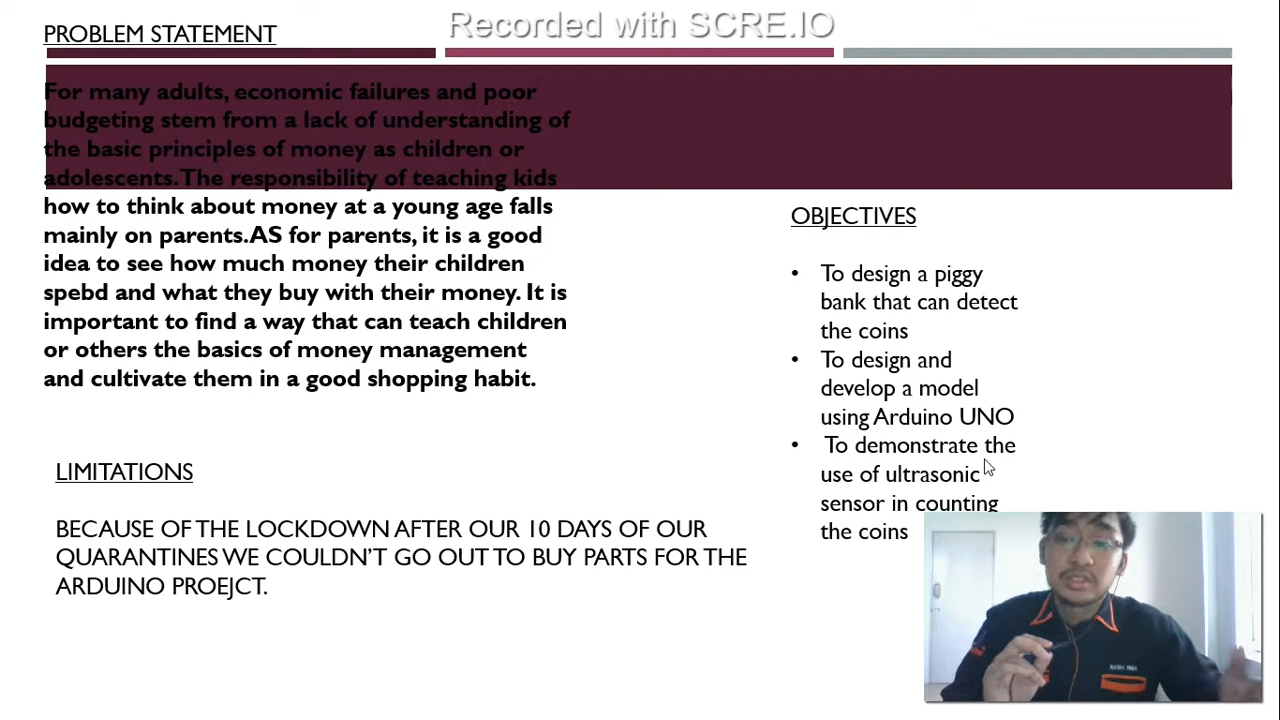 PROBLEM STATEMENT
Recorded with SCRE.IO
For many adults, economic failures and poor
budgeting stem from a lack of understanding of
the basic principles of money as children or
adolescents.The responsibility of teaching kids
how to think about money at a young age falls
mainly on parents.AS for parents, it is a good
idea to see how much money their children
spebd and what they buy with their money. It is
important to find a way that can teach children
or others the basics of money management
and cultivate them in a good shopping habit.
OBJECTIVES
• To design a piggy
bank that can detect
the coins
• To design and
develop a model
using Arduino UNO
• To demonstrate the
use of ultrasonic
sensor in counting
the coins
LIMITATIONS
BECAUSE OF THE LOCKDOWN AFTER OUR 10 DAYS OF OUR
QUARANTINES WE COULDN'T GO OUT TO BUY PARTS FOR THE
ARDUINO PROEJCT.